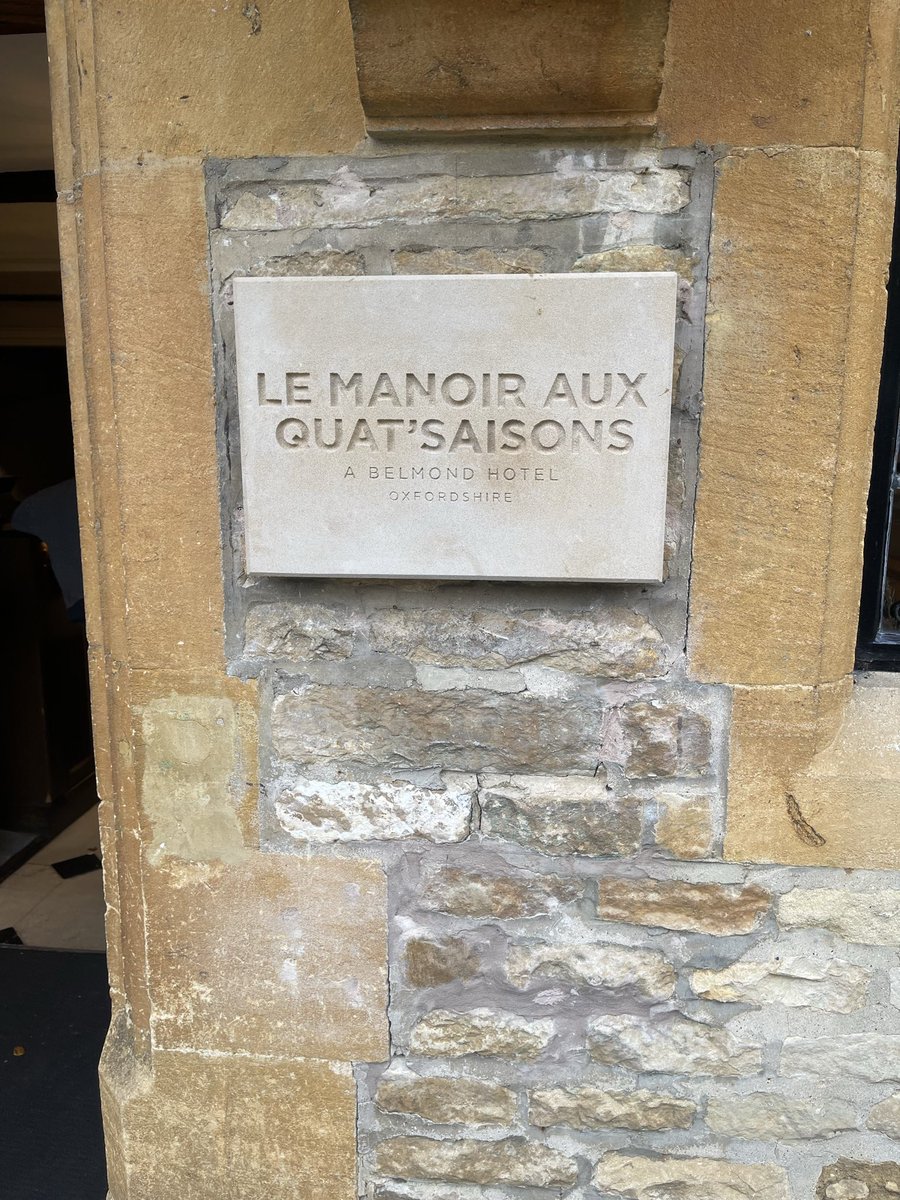 LE MANOIR AUX
QUAT'SAISONS
A BELMOND HOTEL
OXFORDSHIRE